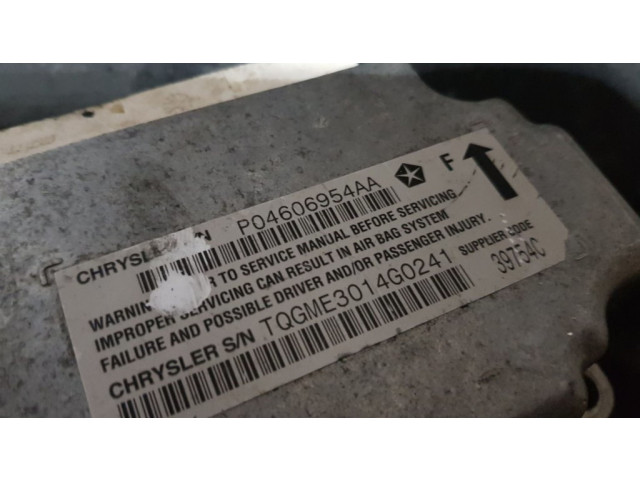 CHRYSLER P/N P04606954AA F
WARNING: TO SERVICE MANUAL BEFORE SERVICING.
IMPROPER SERVICING CAN RESULT IN AIR BAG SYSTEM
FAILURE AND POSSIBLE DRIVER AND/OR PASSENGER INJURY.
CHRYSLER S/N TQGME3014G0241
SUPPLIER CODE
39764C